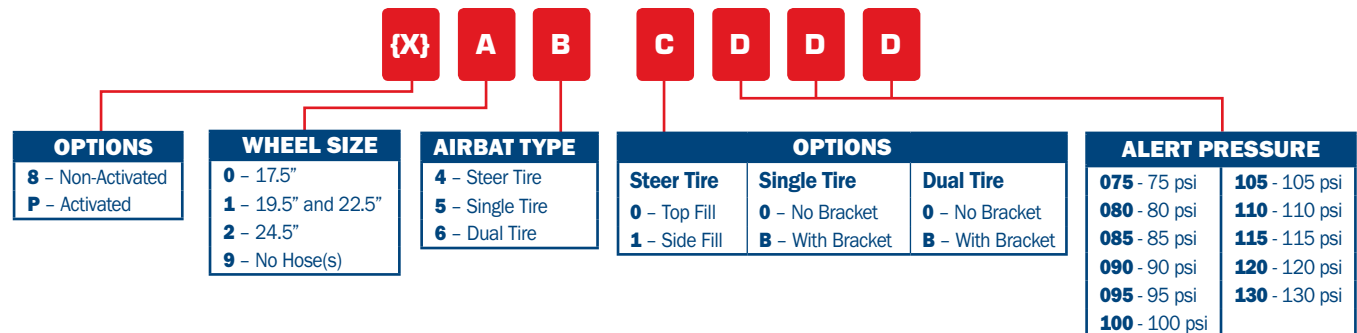 {X} A B C D D D
OPTIONS
8 – Non-Activated
P – Activated
WHEEL SIZE
0 – 17.5”
1 – 19.5” and 22.5”
2 – 24.5”
9 – No Hose(s)
AIRBAT TYPE
4 – Steer Tire
5 – Single Tire
6 – Dual Tire
OPTIONS
Steer Tire
0 – Top Fill
1 – Side Fill
Single Tire
0 – No Bracket
B – With Bracket
Dual Tire
0 – No Bracket
B – With Bracket
ALERT PRESSURE
075 - 75 psi
080 - 80 psi
085 - 85 psi
090 - 90 psi
095 - 95 psi
100 - 100 psi
105 - 105 psi
110 - 110 psi
115 - 115 psi
120 - 120 psi
130 - 130 psi